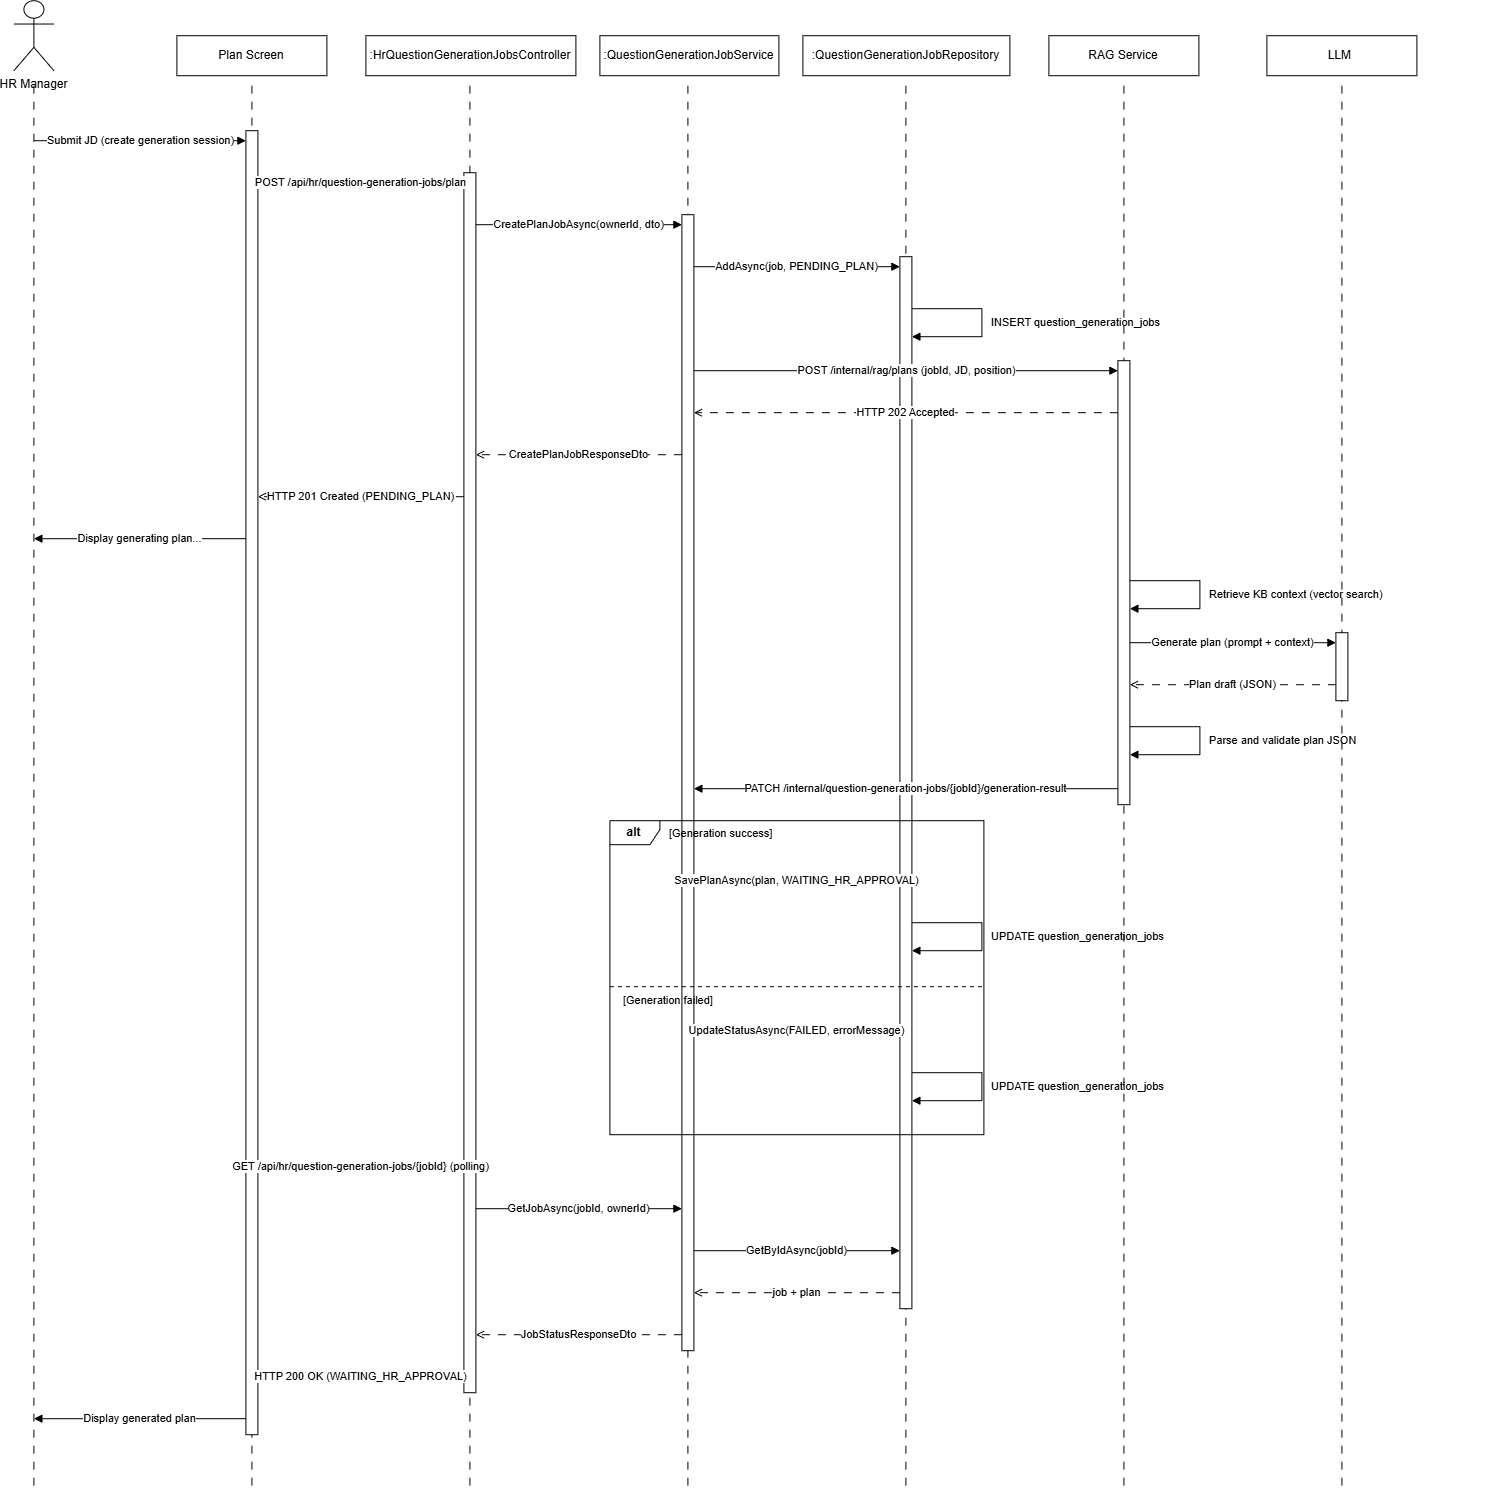 HR Manager
Plan Screen
:HrQuestionGenerationJobsController
:QuestionGenerationJobService
:QuestionGenerationJobRepository
RAG Service
LLM
Submit JD (create generation session)
POST /api/hr/question-generation-jobs/plan
CreatePlanJobAsync(ownerId, dto)
AddAsync(job, PENDING_PLAN)
INSERT question_generation_jobs
POST /internal/rag/plans (jobId, JD, position)
HTTP 202 Accepted
CreatePlanJobResponseDto
HTTP 201 Created (PENDING_PLAN)
Display generating plan...
Retrieve KB context (vector search)
Generate plan (prompt + context)
Plan draft (JSON)
Parse and validate plan JSON
PATCH /internal/question-generation-jobs/{jobId}/generation-result
alt
[Generation success]
SavePlanAsync(plan, WAITING_HR_APPROVAL)
UPDATE question_generation_jobs
[Generation failed]
UpdateStatusAsync(FAILED, errorMessage)
UPDATE question_generation_jobs
GET /api/hr/question-generation-jobs/{jobId} (polling)
GetJobAsync(jobId, ownerId)
GetByIdAsync(jobId)
job + plan
JobStatusResponseDto
HTTP 200 OK (WAITING_HR_APPROVAL)
Display generated plan